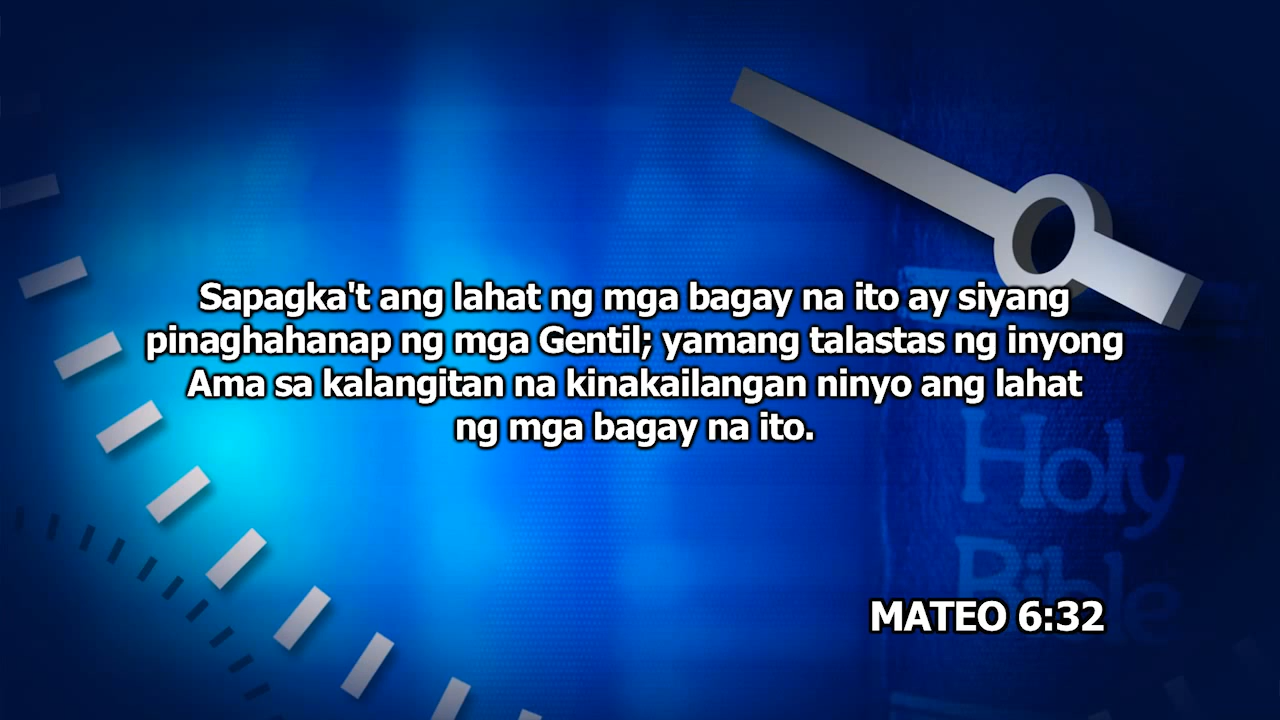 Sapagka't ang lahat ng mga bagay na ito ay siyang
pinaghahanap ng mga Gentil; yamang talastas ng inyong
Ama sa kalangitan na kinakailangan ninyo ang lahat
ng mga bagay na ito.
Holy
Bible
MATEO 6:32